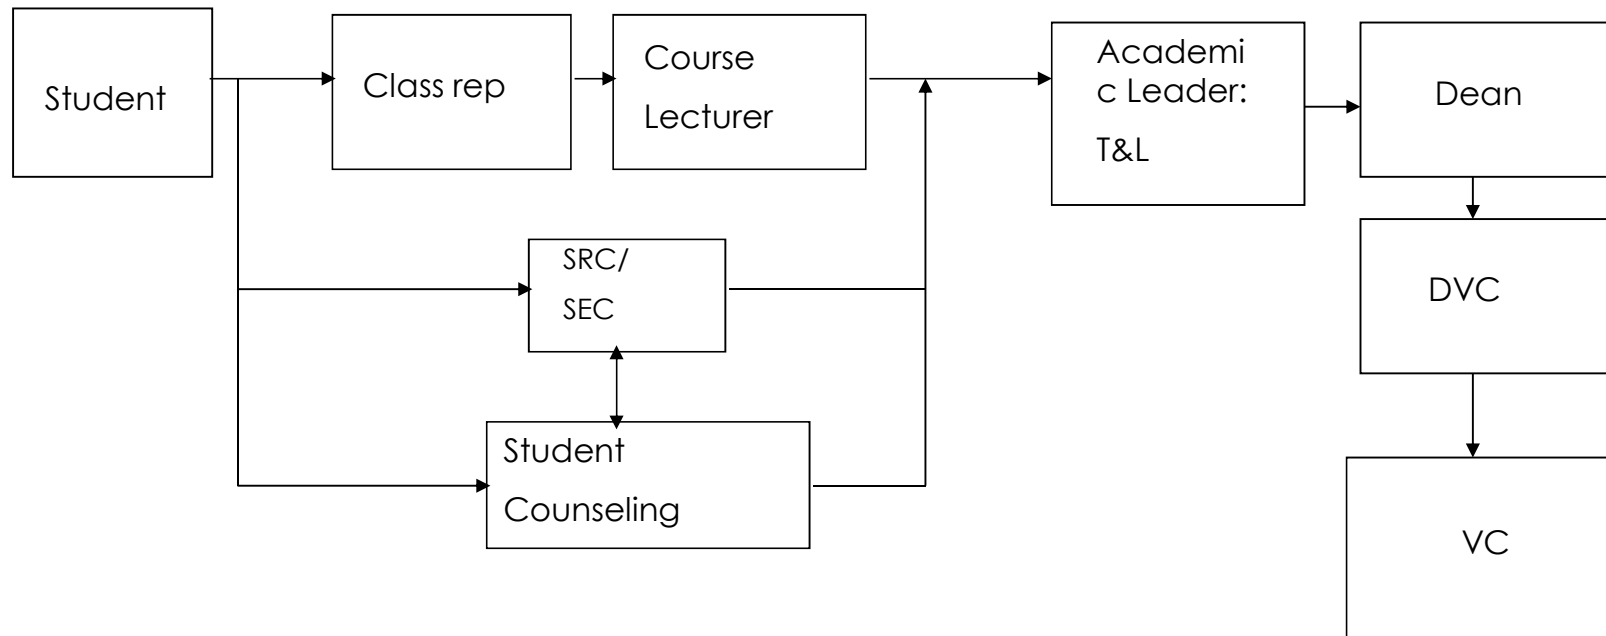 Student
Class rep
Course
Lecturer
Academi
c Leader:
T&L
Dean
SRC/
SEC
DVC
Student
Counseling
VC